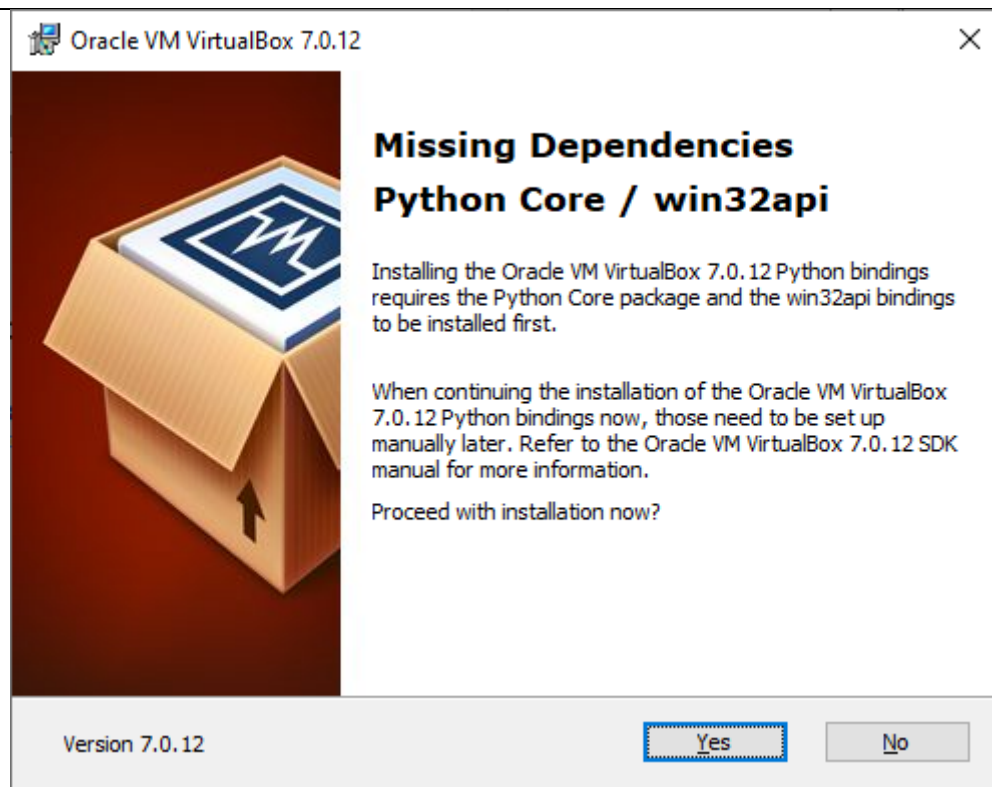 Oracle VM VirtualBox 7.0.12
Missing Dependencies
Python Core / win32api
Installing the Oracle VM VirtualBox 7.0.12 Python bindings
requires the Python Core package and the win32api bindings
to be installed first.
When continuing the installation of the Oracle VM VirtualBox
7.0.12 Python bindings now, those need to be set up
manually later. Refer to the Oracle VM VirtualBox 7.0.12 SDK
manual for more information.
Proceed with installation now?
Version 7.0.12
Yes
No